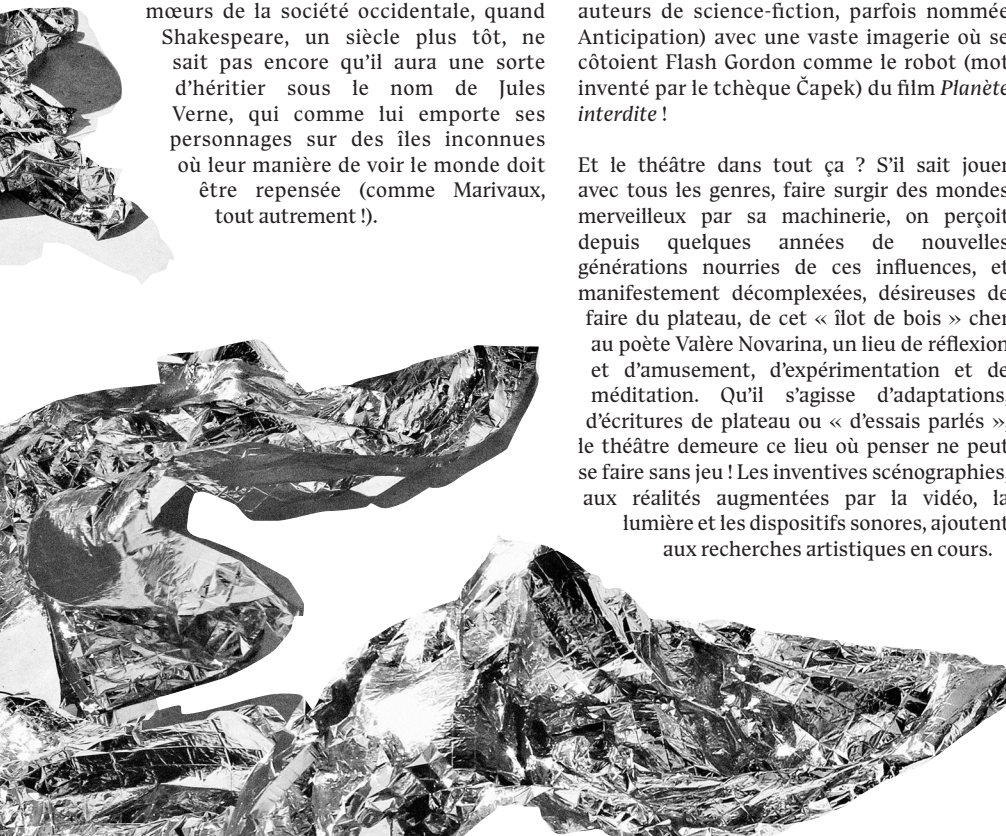 mœurs de la société occidentale, quand
Shakespeare, un siècle plus tôt, ne
sait pas encore qu’il aura une sorte
d’héritier sous le nom de Jules
Verne, qui comme lui emporte ses
personnages sur des îles inconnues
où leur manière de voir le monde doit
être repensée (comme Marivaux,
tout autrement !).
auteurs de science-fiction, parfois nommée
Anticipation) avec une vaste imagerie où se
côtoient Flash Gordon comme le robot (mot
inventé par le tchèque Čapek) du film Planète
interdite !
Et le théâtre dans tout ça ? S’il sait jouer
avec tous les genres, faire surgir des mondes
merveilleux par sa machinerie, on perçoit
depuis quelques années de nouvelles
générations nourries de ces influences, et
manifestement décomplexées, désireuses de
faire du plateau, de cet « îlot de bois » cher
au poète Valère Novarina, un lieu de réflexion
et d’amusement, d’expérimentation et de
méditation. Qu’il s’agisse d’adaptations,
d’écritures de plateau ou « d’essais parlés »,
le théâtre demeure ce lieu où penser ne peut
se faire sans jeu ! Les inventives scénographies,
aux réalités augmentées par la vidéo, la
lumière et les dispositifs sonores, ajoutent
aux recherches artistiques en cours.